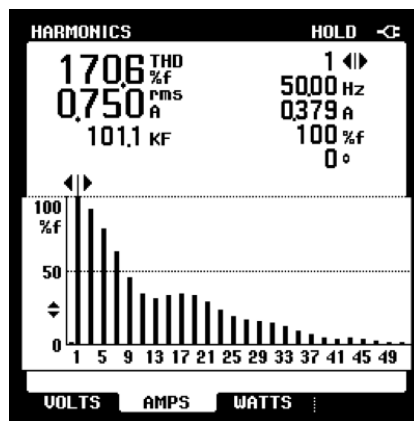 HARMONICS HOLD
170.6 THD %f 1
0.750 rms A 50.00 Hz
101.1 KF 0.379 A
100 %f
0 °
100
%f
50
0
1 5 9 13 17 21 25 29 33 37 41 45 49
VOLTS AMPS WATTS